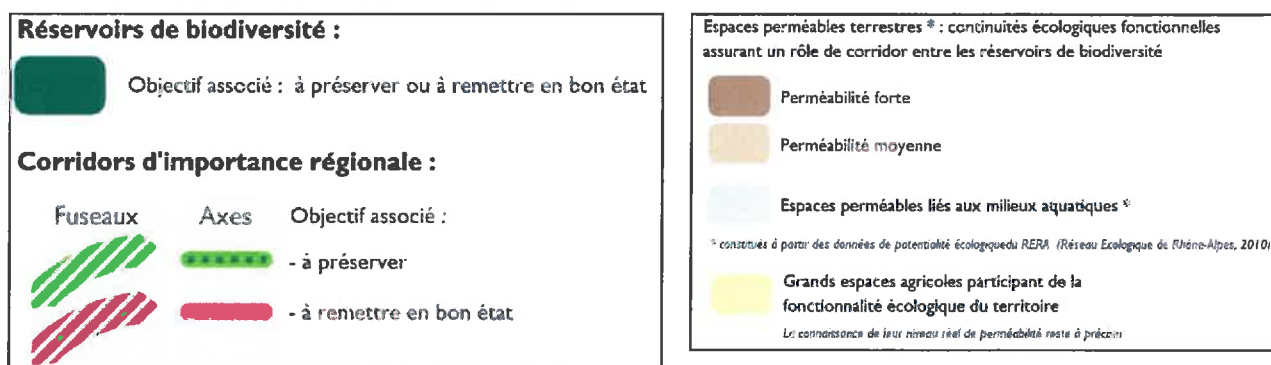 Réservoirs de biodiversité :
Objectif associé : à préserver ou à remettre en bon état
Corridors d'importance régionale :
Fuseaux Axes Objectif associé :
- à préserver
- à remettre en bon état
Espaces perméables terrestres * : continuités écologiques fonctionnelles
assurant un rôle de corridor entre les réservoirs de biodiversité
Perméabilité forte
Perméabilité moyenne
Espaces perméables liés aux milieux aquatiques *
* constitués à partir des données de potentialité écologiquedu RERA (Réseau Ecologique de Rhône-Alpes, 2010)
Grands espaces agricoles participant de la
fonctionnalité écologique du territoire
La connaissance de leur niveau réel de perméabilité reste à préciser